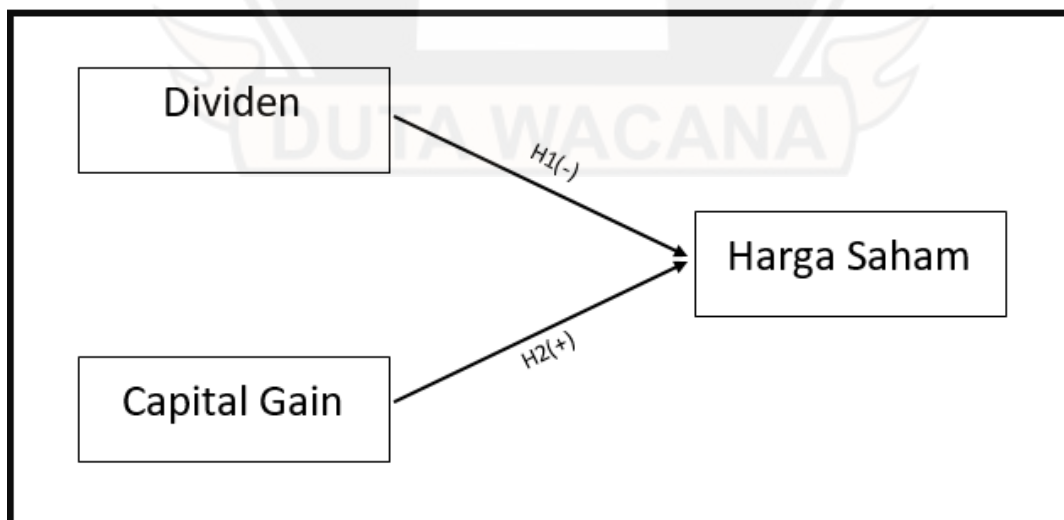 Dividen
DUTA WACANA
H1(-)
Harga Saham
H2(+)
Capital Gain